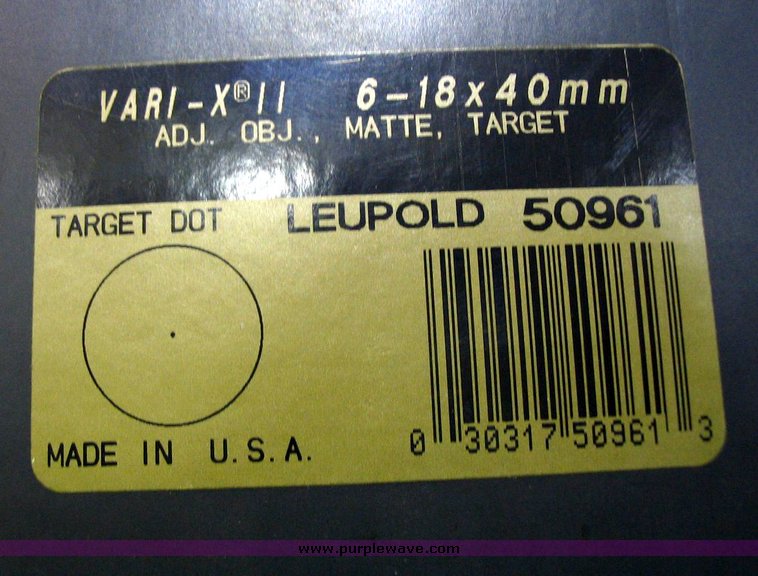 VARI-X®II 6-18x40mm
ADJ. OBJ., MATTE, TARGET
TARGET DOT LEUPOLD 50961
MADE IN U.S.A.
0 30317 50961 3
www.purplewave.com